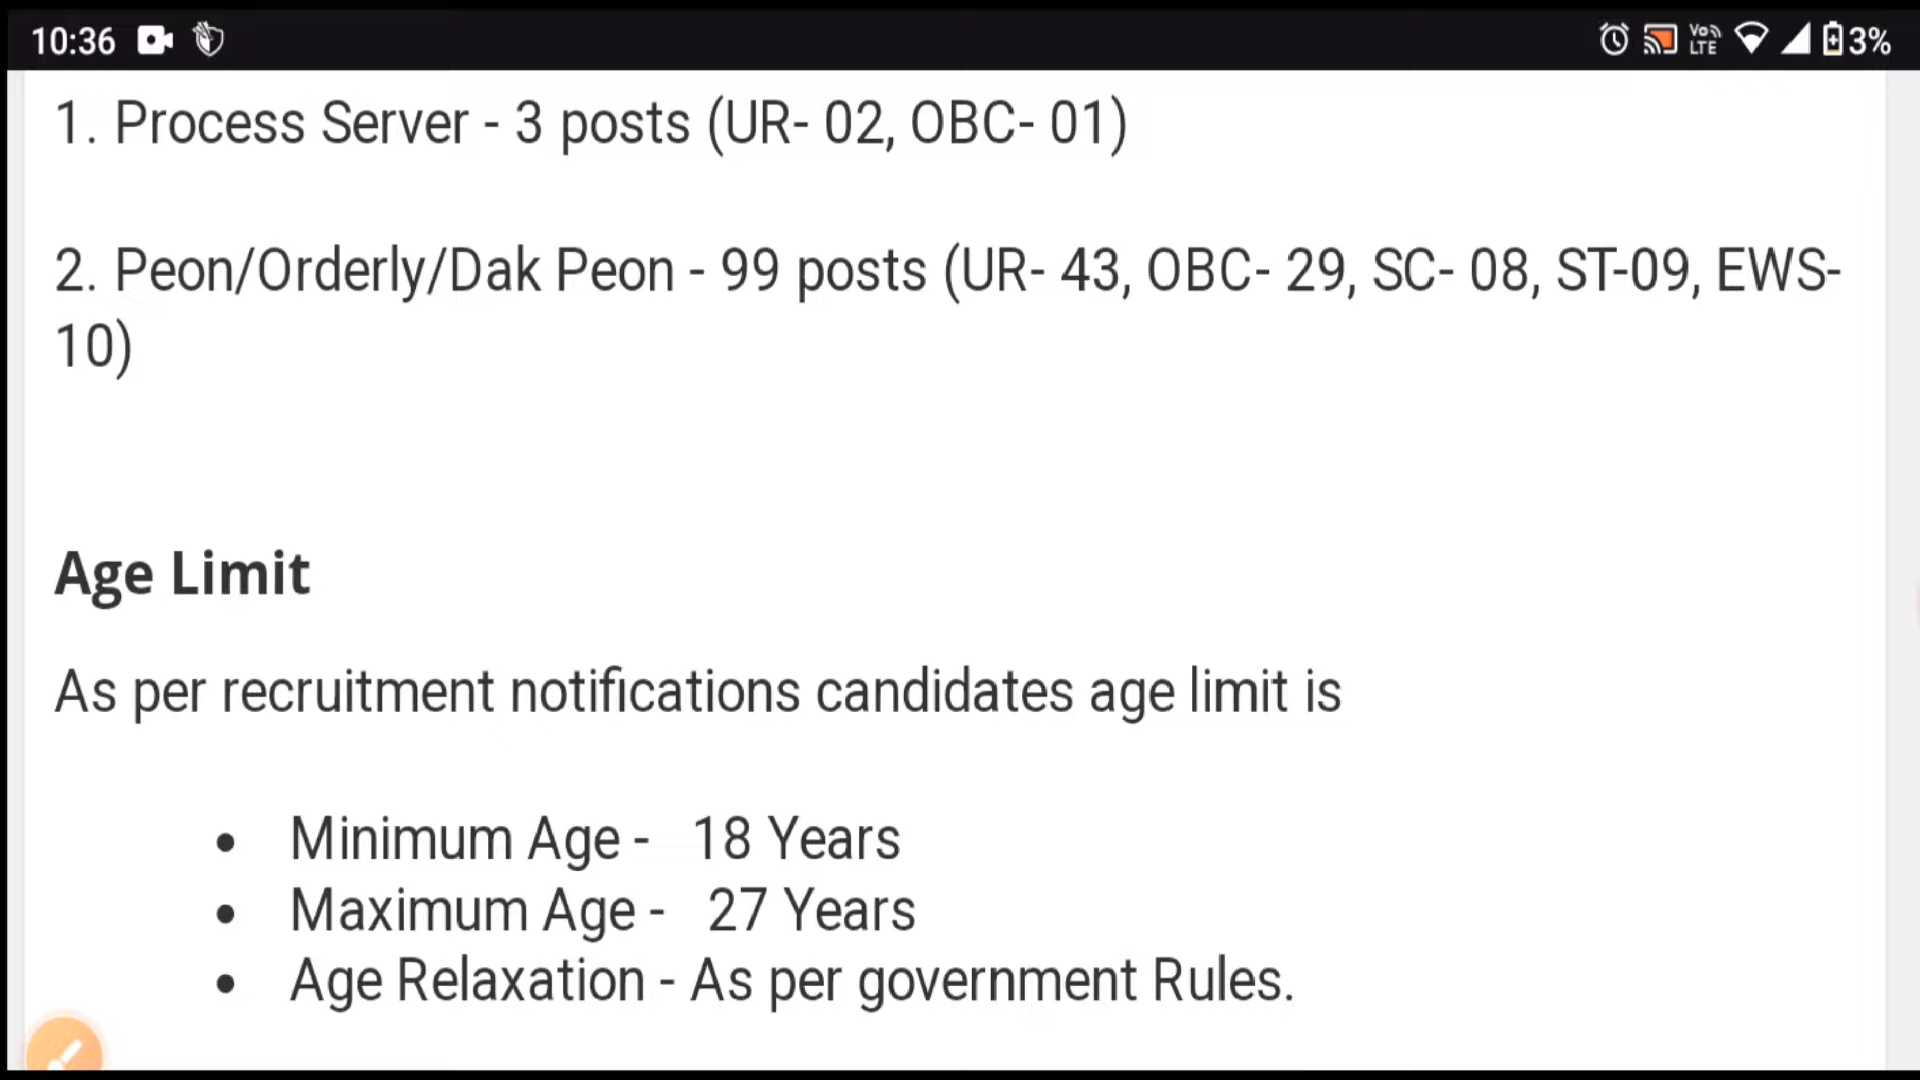 10:36 Vo LTE 3%
1. Process Server - 3 posts (UR- 02, OBC- 01)
2. Peon/Orderly/Dak Peon - 99 posts (UR- 43, OBC- 29, SC- 08, ST-09, EWS-
10)
Age Limit
As per recruitment notifications candidates age limit is
• Minimum Age - 18 Years
• Maximum Age - 27 Years
• Age Relaxation - As per government Rules.